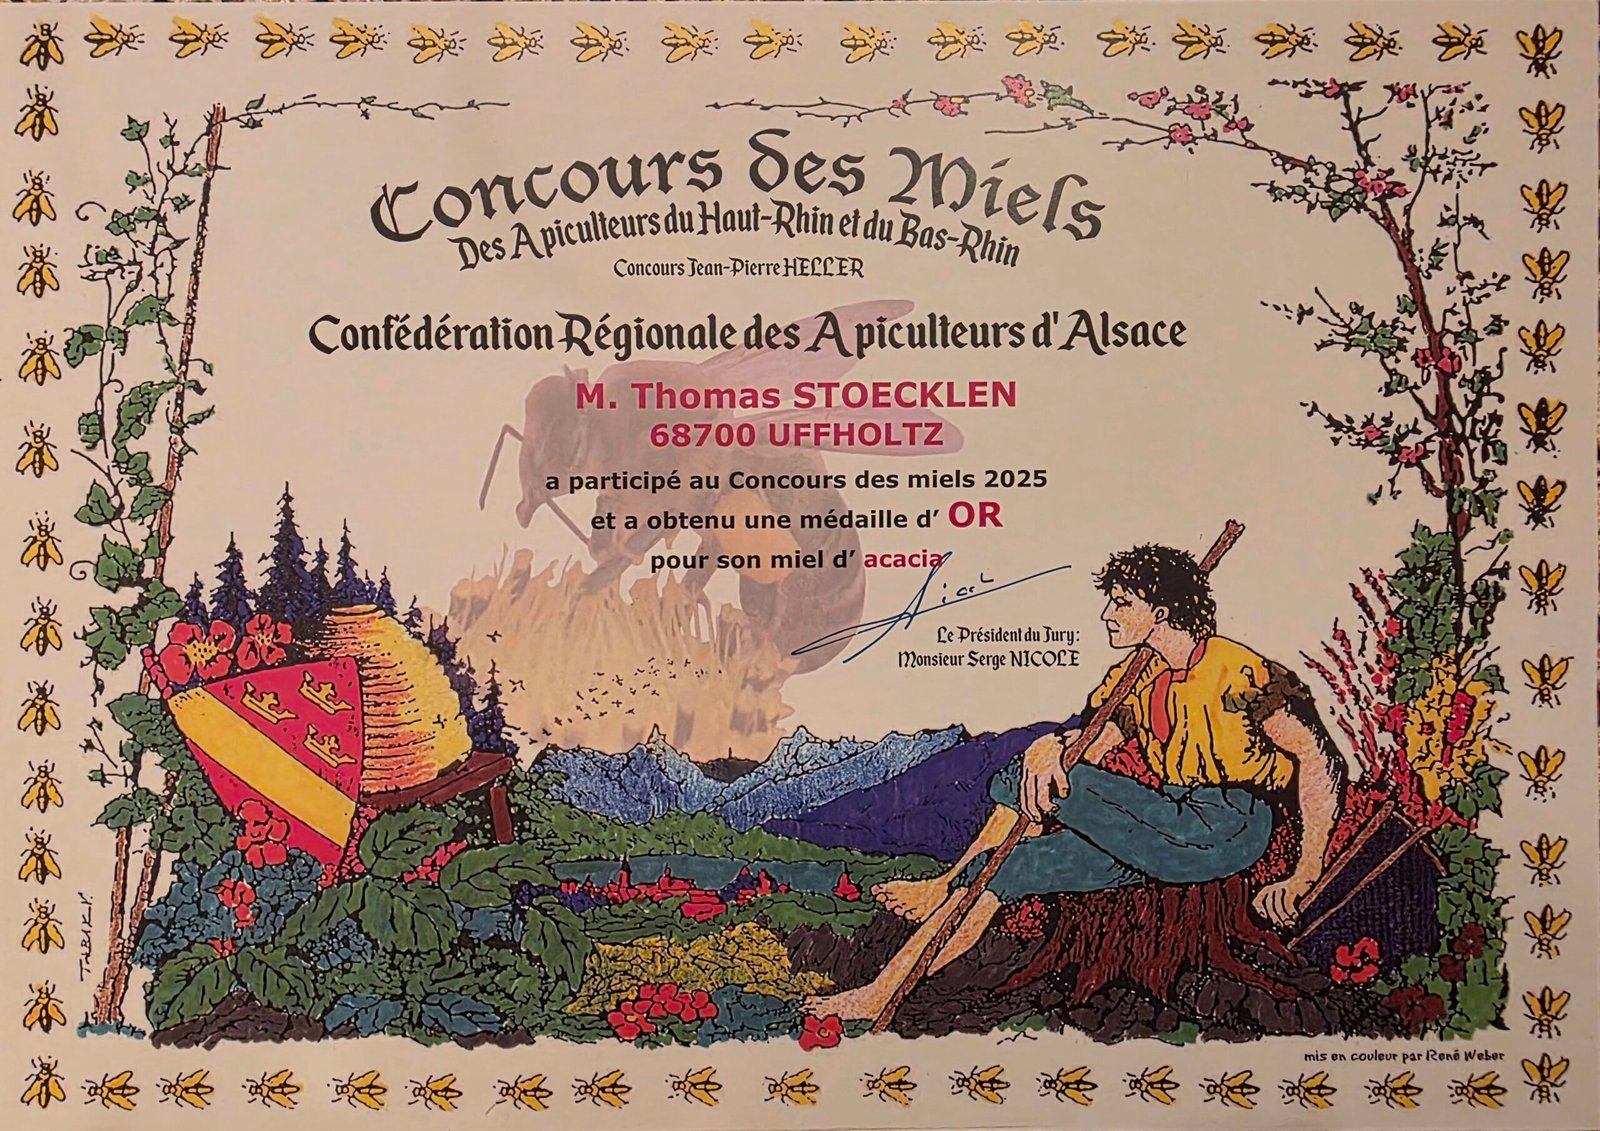 Concours des Miels
Des Apiculteurs du Haut-Rhin et du Bas-Rhin
Concours Jean-Pierre HELLER
Confédération Régionale des Apiculteurs d'Alsace
M. Thomas STOECKLEN
68700 UFFHOLTZ
a participé au Concours des miels 2025
et a obtenu une médaille d’ OR
pour son miel d’ acacia
Le Président du Jury:
Monsieur Serge NICOLE
mis en couleur par René Weber